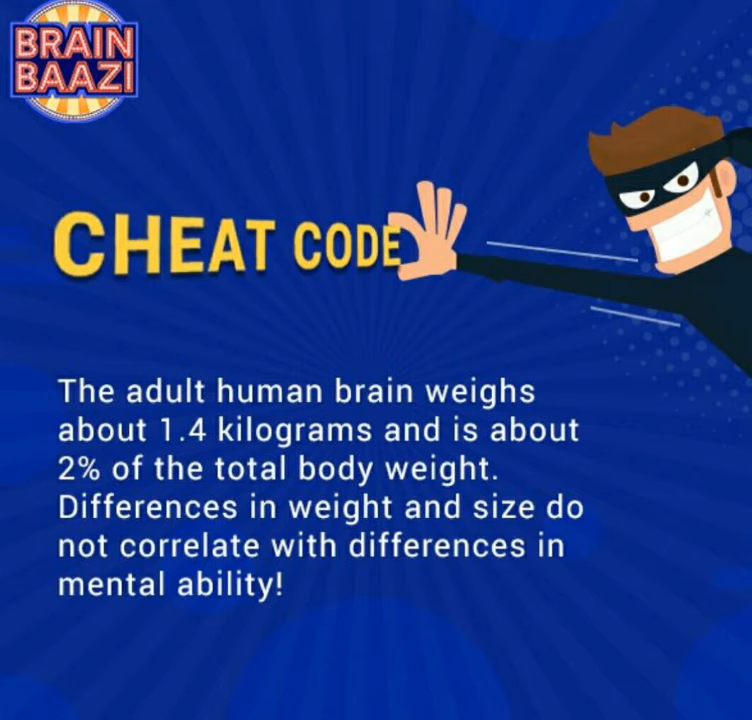 BRAIN
BAAZI
CHEAT CODE
The adult human brain weighs
about 1.4 kilograms and is about
2% of the total body weight.
Differences in weight and size do
not correlate with differences in
mental ability!